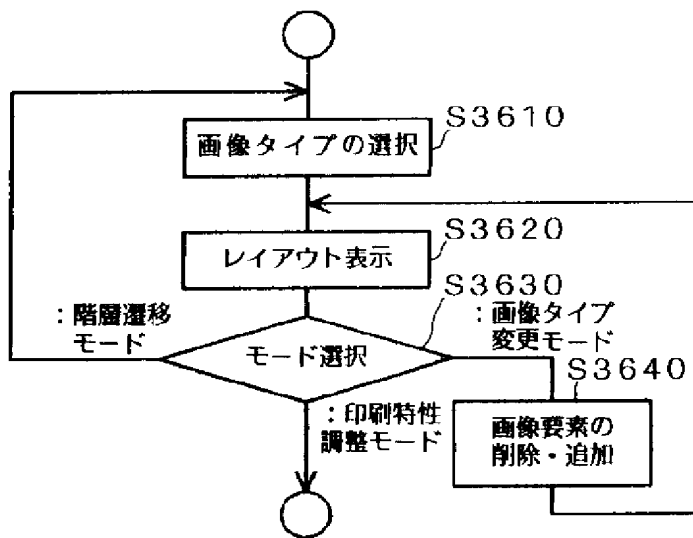 S3610
画像タイプの選択
S3620
レイアウト表示
S3630
：階層遷移
モード
モード選択
：画像タイプ
変更モード
S3640
：印刷特性
調整モード
画像要素の
削除・追加